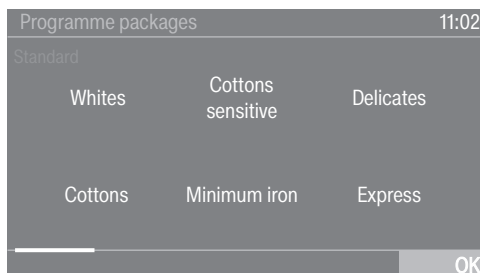 Programme packages 11:02
Standard
Whites
Cottons
sensitive
Delicates
Cottons
Minimum iron
Express
OK